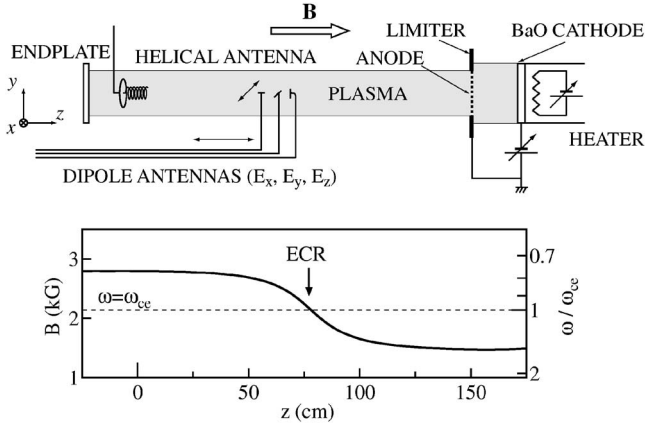 B
LIMITER
BaO CATHODE
ENDPLATE
HELICAL ANTENNA
ANODE
y
z
x
PLASMA
HEATER
DIPOLE ANTENNAS (Ex, Ey, Ez)
ECR
3
0.7
ω=ωce
B (kG)
2
1
ω / ωce
1
2
0
50
100
150
z (cm)